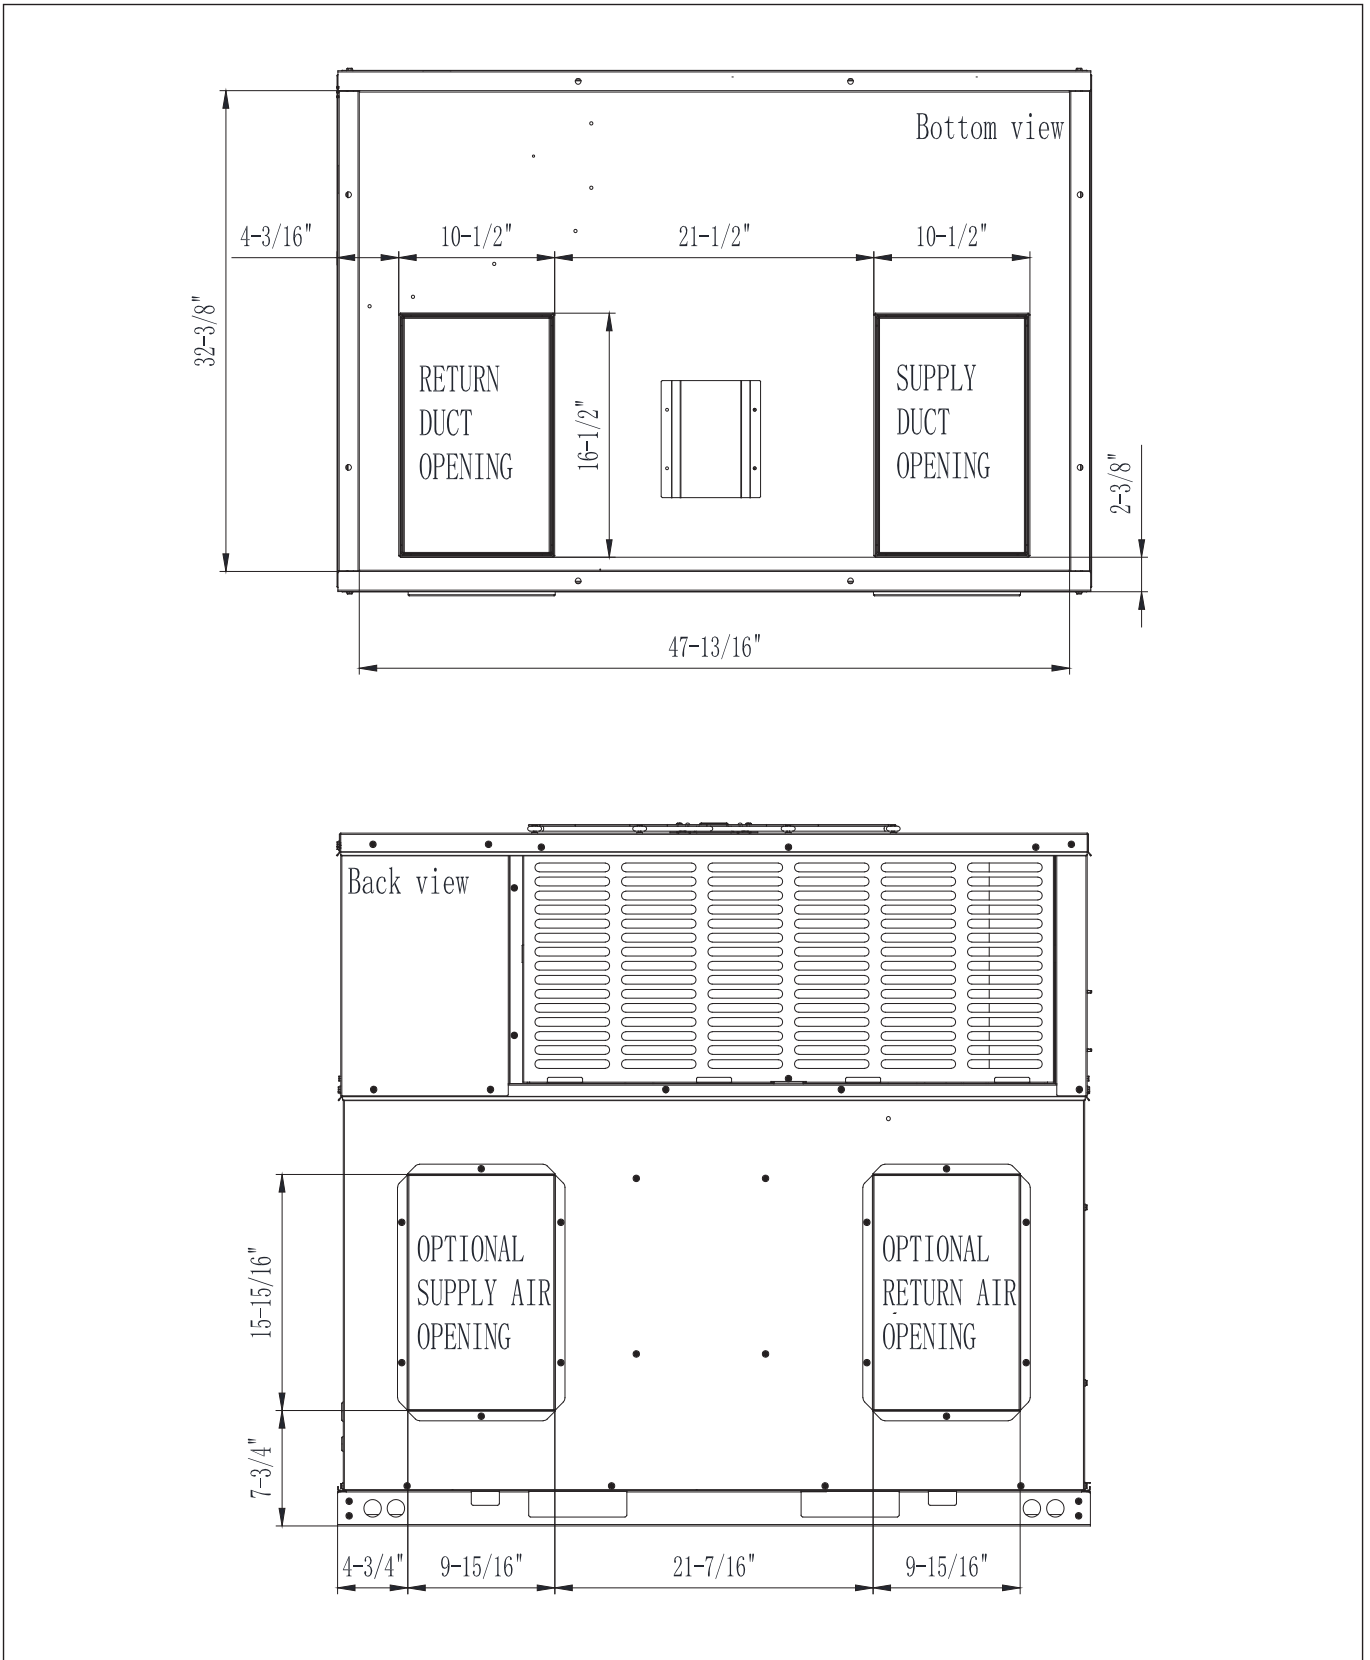 Bottom view
4-3/16" 10-1/2" 21-1/2" 10-1/2"
32-3/8"
RETURN
DUCT
OPENING
16-1/2"
SUPPLY
DUCT
OPENING
2-3/8"
47-13/16"
Back view
15-15/16"
OPTIONAL
SUPPLY AIR
OPENING
OPTIONAL
RETURN AIR
OPENING
7-3/4"
4-3/4" 9-15/16" 21-7/16" 9-15/16"